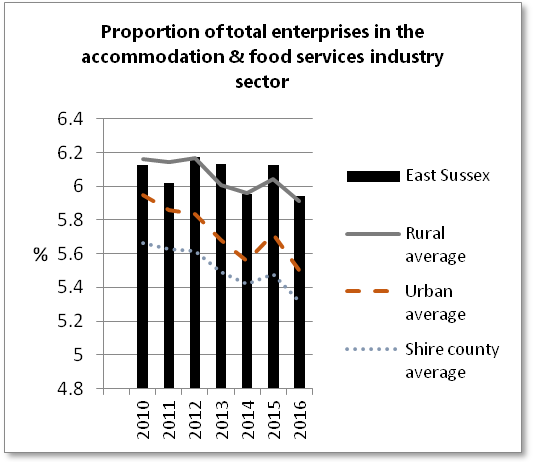 Proportion of total enterprises in the
accommodation & food services industry
sector
6.4
6.2
6
5.8
5.6
5.4
5.2
5
4.8
%
2010
2011
2012
2013
2014
2015
2016
East Sussex
Rural
average
Urban
average
Shire county
average